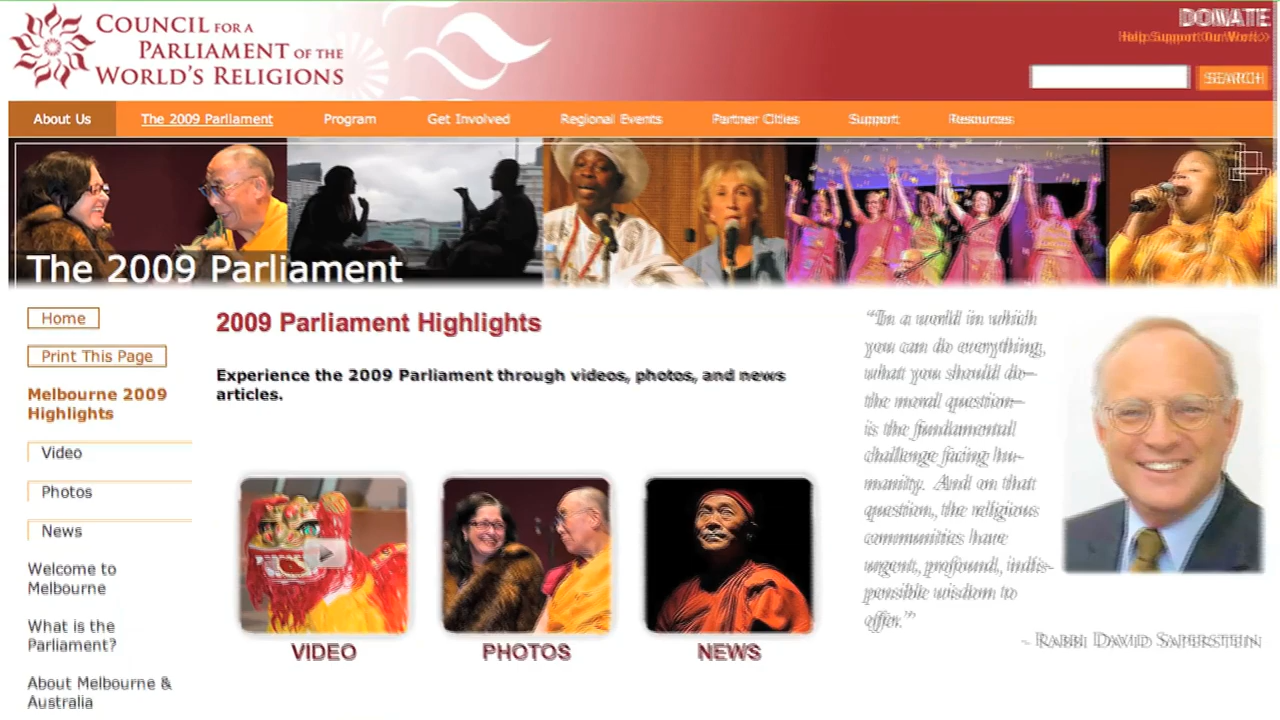 COUNCIL FOR A
PARLIAMENT OF THE
WORLD'S RELIGIONS
DONATE
Help Support Our Work >>
SEARCH
About Us
The 2009 Parliament
Program
Get Involved
Regional Events
Partner Cities
Support
Resources
The 2009 Parliament
Home
Print This Page
Melbourne 2009
Highlights
Video
Photos
News
Welcome to
Melbourne
What is the
Parliament?
About Melbourne &
Australia
2009 Parliament Highlights
Experience the 2009 Parliament through videos, photos, and news
articles.
VIDEO
PHOTOS
NEWS
“In a world in which
you can do everything,
what you should do—
the moral question—
is the fundamental
challenge facing hu-
manity. And on that
question, the religious
communities have
urgent, profound, indis-
pensible wisdom to
offer.”
- RABBI DAVID SAPERSTEIN